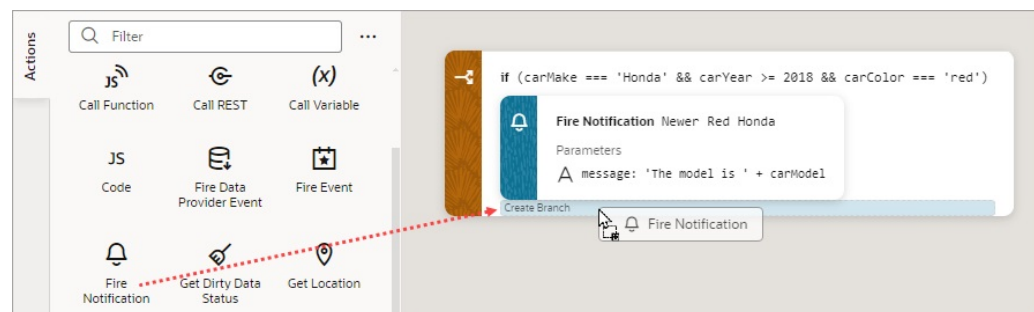 Actions
Filter
...
JS
Call Function
Call REST
(x)
Call Variable
JS
Code
Fire Data
Provider Event
Fire Event
Fire
Notification
Get Dirty Data
Status
Get Location
if (carMake === 'Honda' && carYear >= 2018 && carColor === 'red')
Fire Notification Newer Red Honda
Parameters
A message: 'The model is ' + carModel
Create Branch
Fire Notification